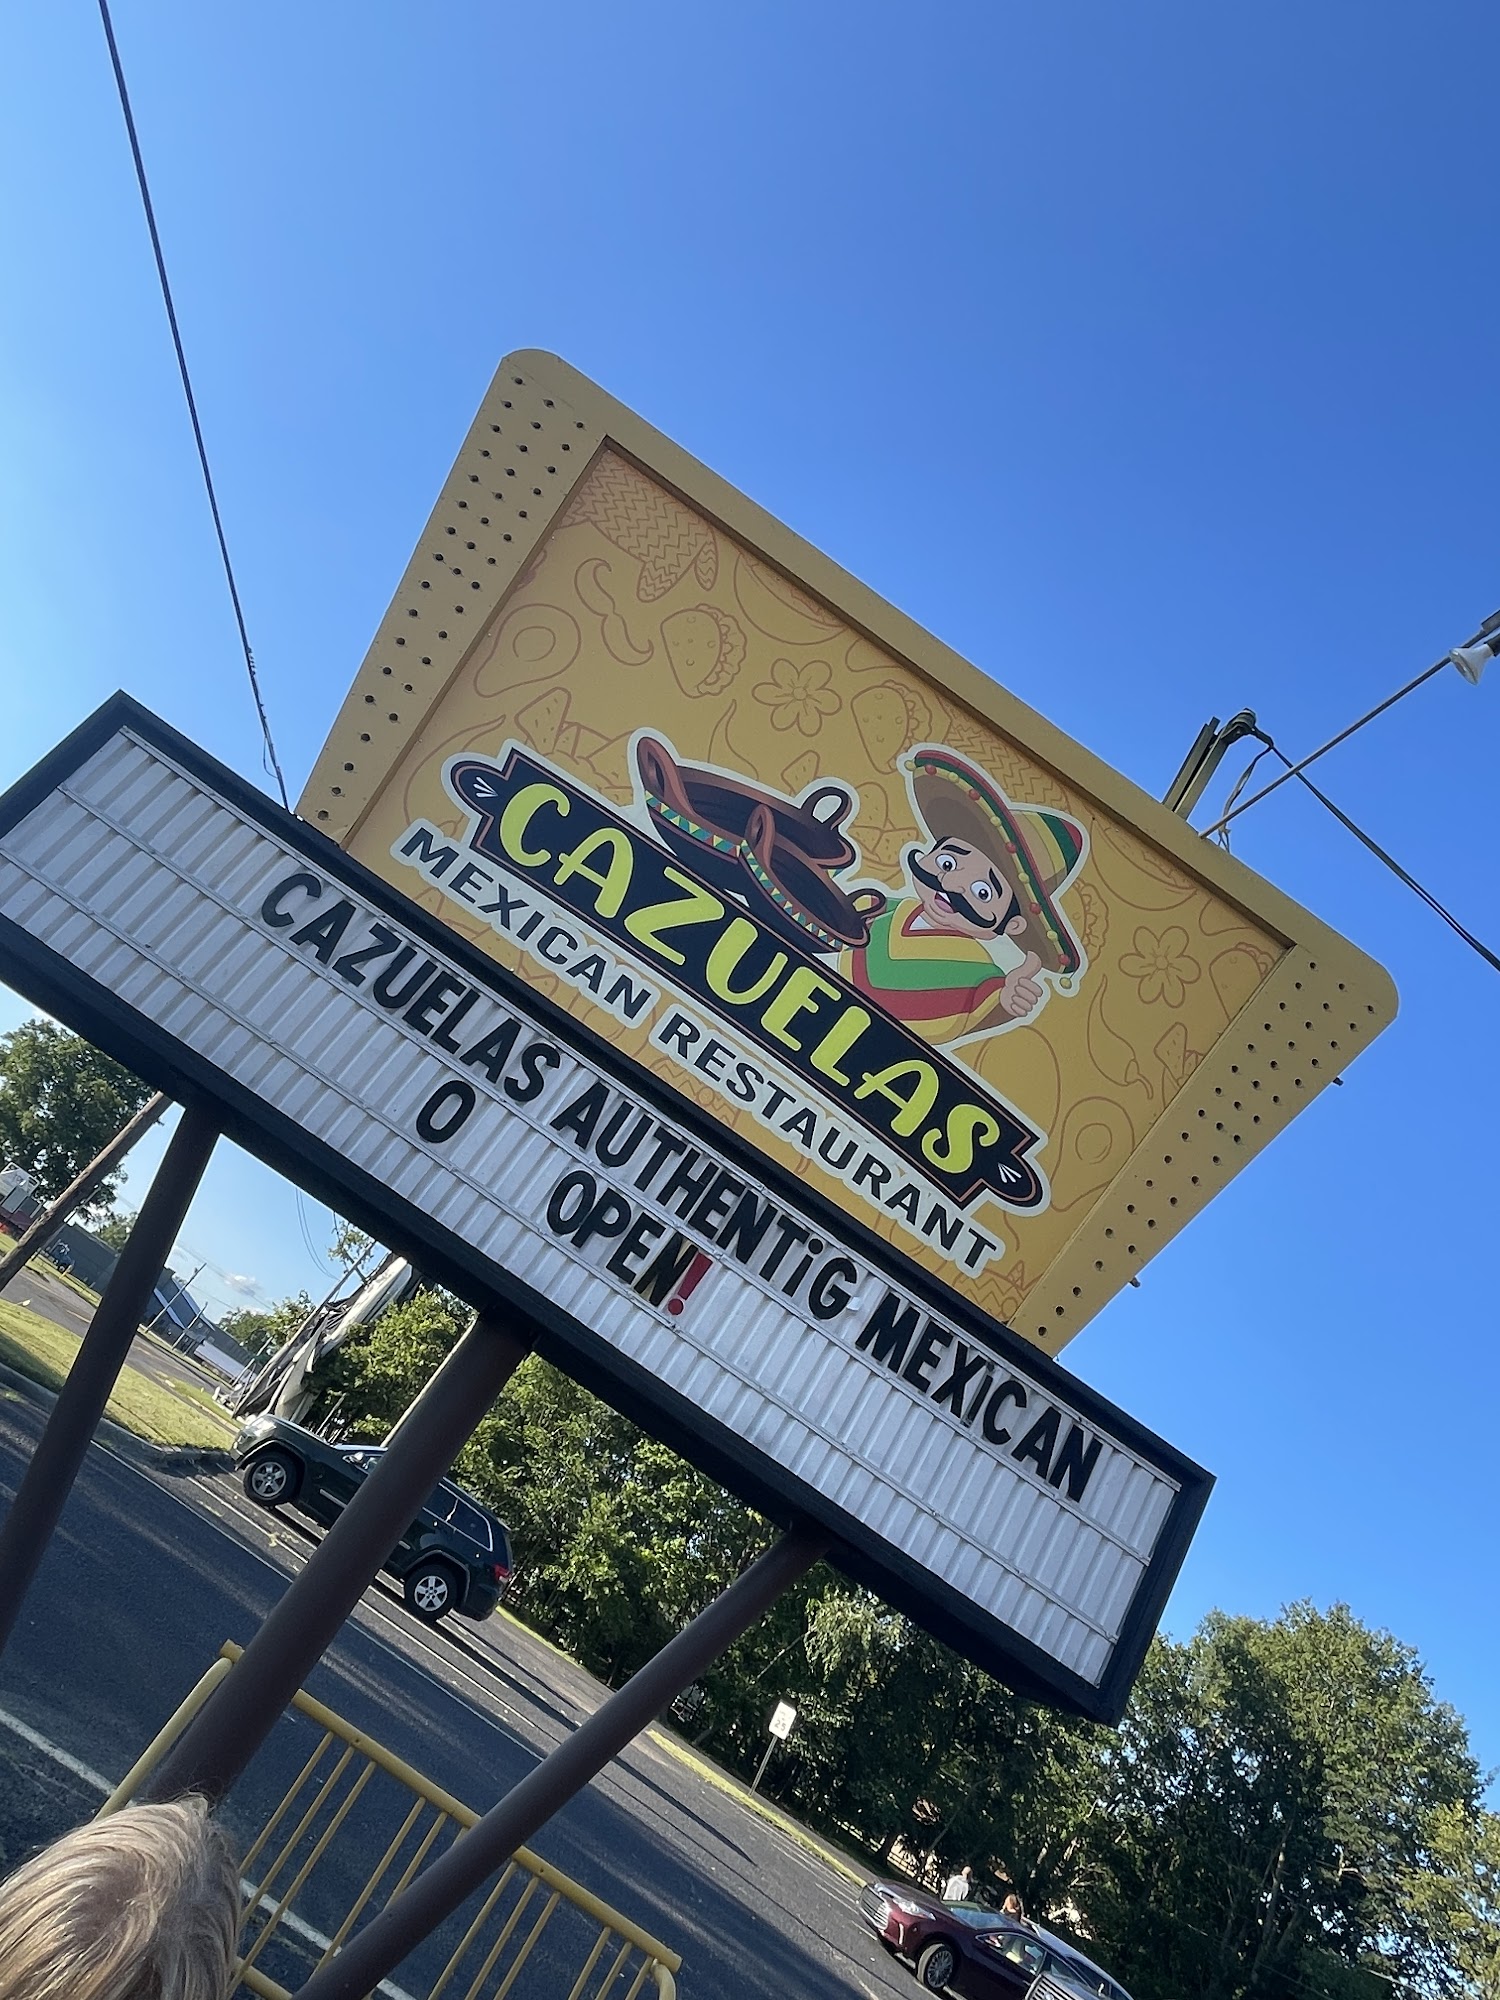 CAZUELAS
MEXICAN RESTAURANT
CAZUELAS AUTHENTiG MEXiCAN
O OPEN!